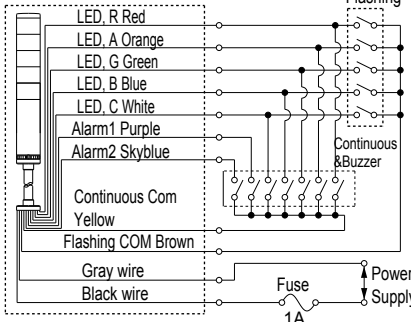 Flashing
LED, R Red
LED, A Orange
LED, G Green
LED, B Blue
LED, C White
Alarm1 Purple
Alarm2 Skyblue
Continuous
&Buzzer
Continuous Com
Yellow
Flashing COM Brown
Gray wire
Black wire
Fuse
1A
Power
Supply